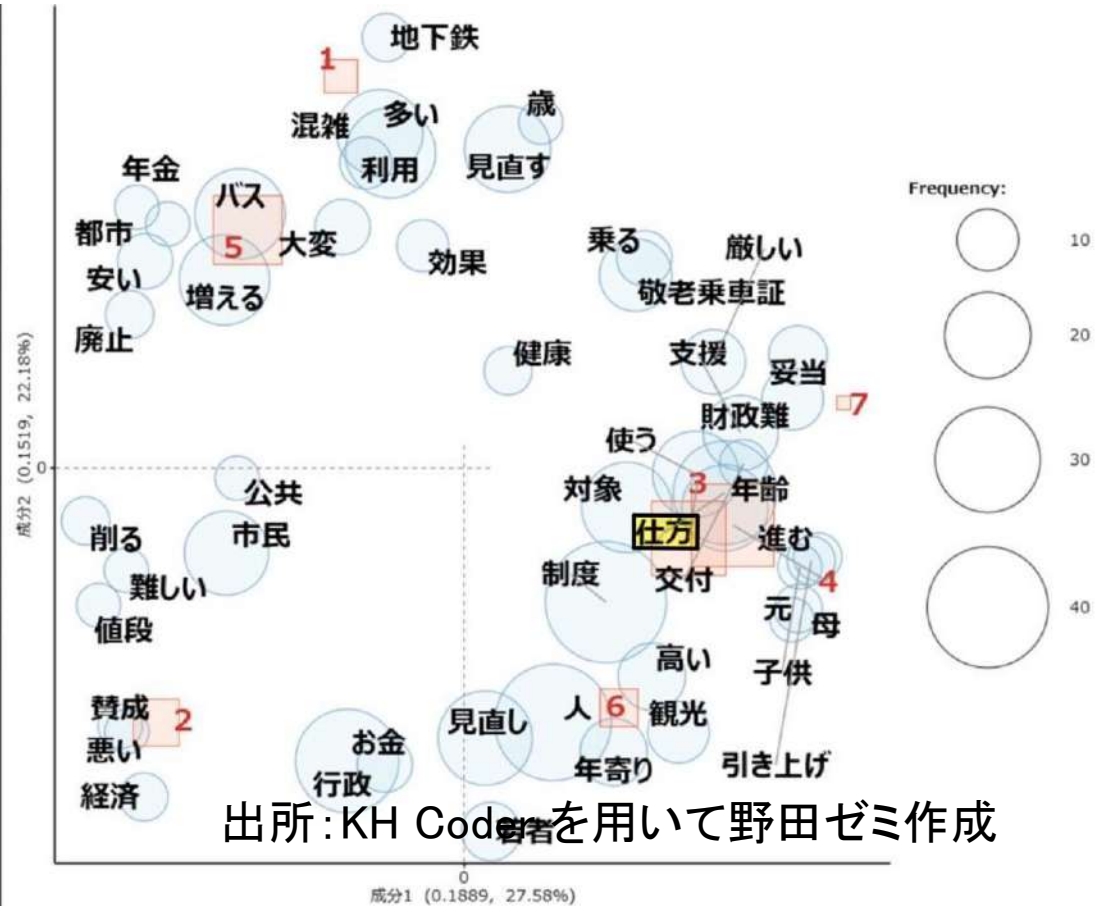 地下鉄
1
混雑
多い
歳
利用
見直す
年金
バス
都市
5
大変
効果
安い
増える
廃止
乗る
厳しい
敬老乗車証
健康
支援
妥当
7
財政難
使う
対象
3
年齢
仕方
進む
制度
交付
4
元
母
子供
高い
人
6
観光
引き上げ
年寄り
見直し
公共
市民
削る
難しい
値段
賛成
2
悪い
経済
お金
行政
若者
出所：KH Coderを用いて野田ゼミ作成
Frequency:
10
20
30
40
成分2 (0.1519, 22.18%)
0
0
成分1 (0.1889, 27.58%)